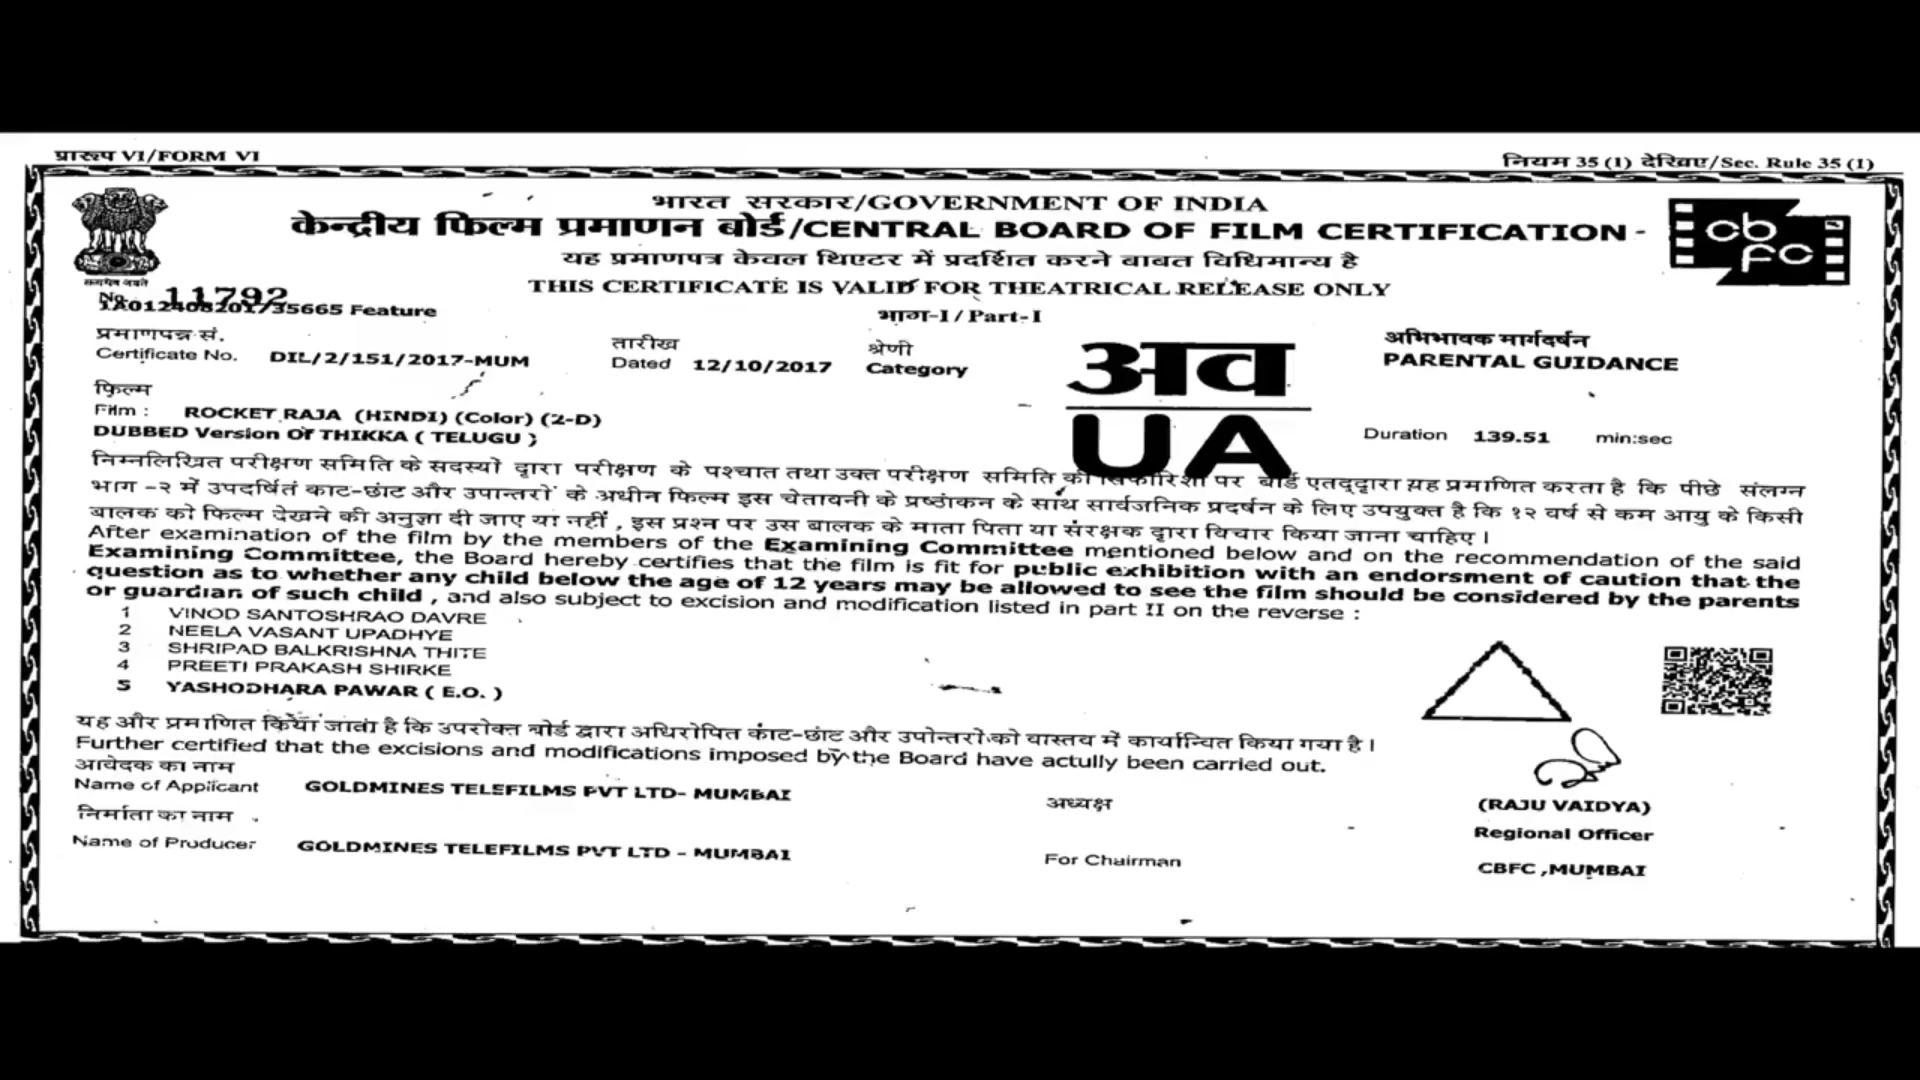 प्रारूप VI/FORM VI
नियम 35 (1) देखिए/Sec. Rule 35 (1)
भारत सरकार/GOVERNMENT OF INDIA
केन्द्रीय फिल्म प्रमाणन बोर्ड/CENTRAL BOARD OF FILM CERTIFICATION
cb
fc
यह प्रमाणपत्र केवल थिएटर में प्रदर्शित करने बाबत विधिमान्य है
सत्यमेव जयते
THIS CERTIFICATE IS VALID FOR THEATRICAL RELEASE ONLY
No. 11792
1A012408201735665 Feature
भाग-I/Part-I
प्रमाणपत्र सं.
Certificate No. DIL/2/151/2017-MUM
तारीख
Dated 12/10/2017
श्रेणी
Category
अव
UA
अभिभावक मार्गदर्शन
PARENTAL GUIDANCE
फिल्म
Film : ROCKET RAJA (HINDI) (Color) (2-D)
DUBBED Version Of THIKKA ( TELUGU )
Duration 139.51 min:sec
निम्नलिखित परीक्षण समिति के सदस्यों द्वारा परीक्षण के पश्चात तथा उक्त परीक्षण समिति की सिफारिशों पर बोर्ड एतद्द्वारा यह प्रमाणित करता है कि पीछे संलग्न
भाग -२ में उपदर्षित काट-छांट और उपान्तरों के अधीन फिल्म इस चेतावनी के प्रष्ठांकन के साथ सार्वजनिक प्रदर्शन के लिए उपयुक्त है कि १२ वर्ष से कम आयु के किसी
बालक को फिल्म देखने की अनुज्ञा दी जाए या नहीं , इस प्रश्न पर उस बालक के माता पिता या संरक्षक द्वारा विचार किया जाना चाहिए ।
After examination of the film by the members of the Examining Committee mentioned below and on the recommendation of the said
Examining Committee, the Board hereby certifies that the film is fit for public exhibition with an endorsment of caution that the
question as to whether any child below the age of 12 years may be allowed to see the film should be considered by the parents
or guardian of such child , and also subject to excision and modification listed in part II on the reverse :
1 VINOD SANTOSHRAO DAVRE
2 NEELA VASANT UPADHYE
3 SHRIPAD BALKRISHNA THITE
4 PREETI PRAKASH SHIRKE
5 YASHODHARA PAWAR ( E.O. )
यह और प्रमाणित किया जाता है कि उपरोक्त बोर्ड द्वारा अधिरोपित कांट-छांट और उपोन्तरों को वास्तव में कार्यान्वित किया गया है ।
Further certified that the excisions and modifications imposed by the Board have actully been carried out.
आवेदक का नाम
Name of Applicant GOLDMINES TELEFILMS PVT LTD- MUMBAI
निर्माता का नाम
Name of Producer GOLDMINES TELEFILMS PVT LTD - MUMBAI
अध्यक्ष
For Chairman
(RAJU VAIDYA)
Regional Officer
CBFC ,MUMBAI